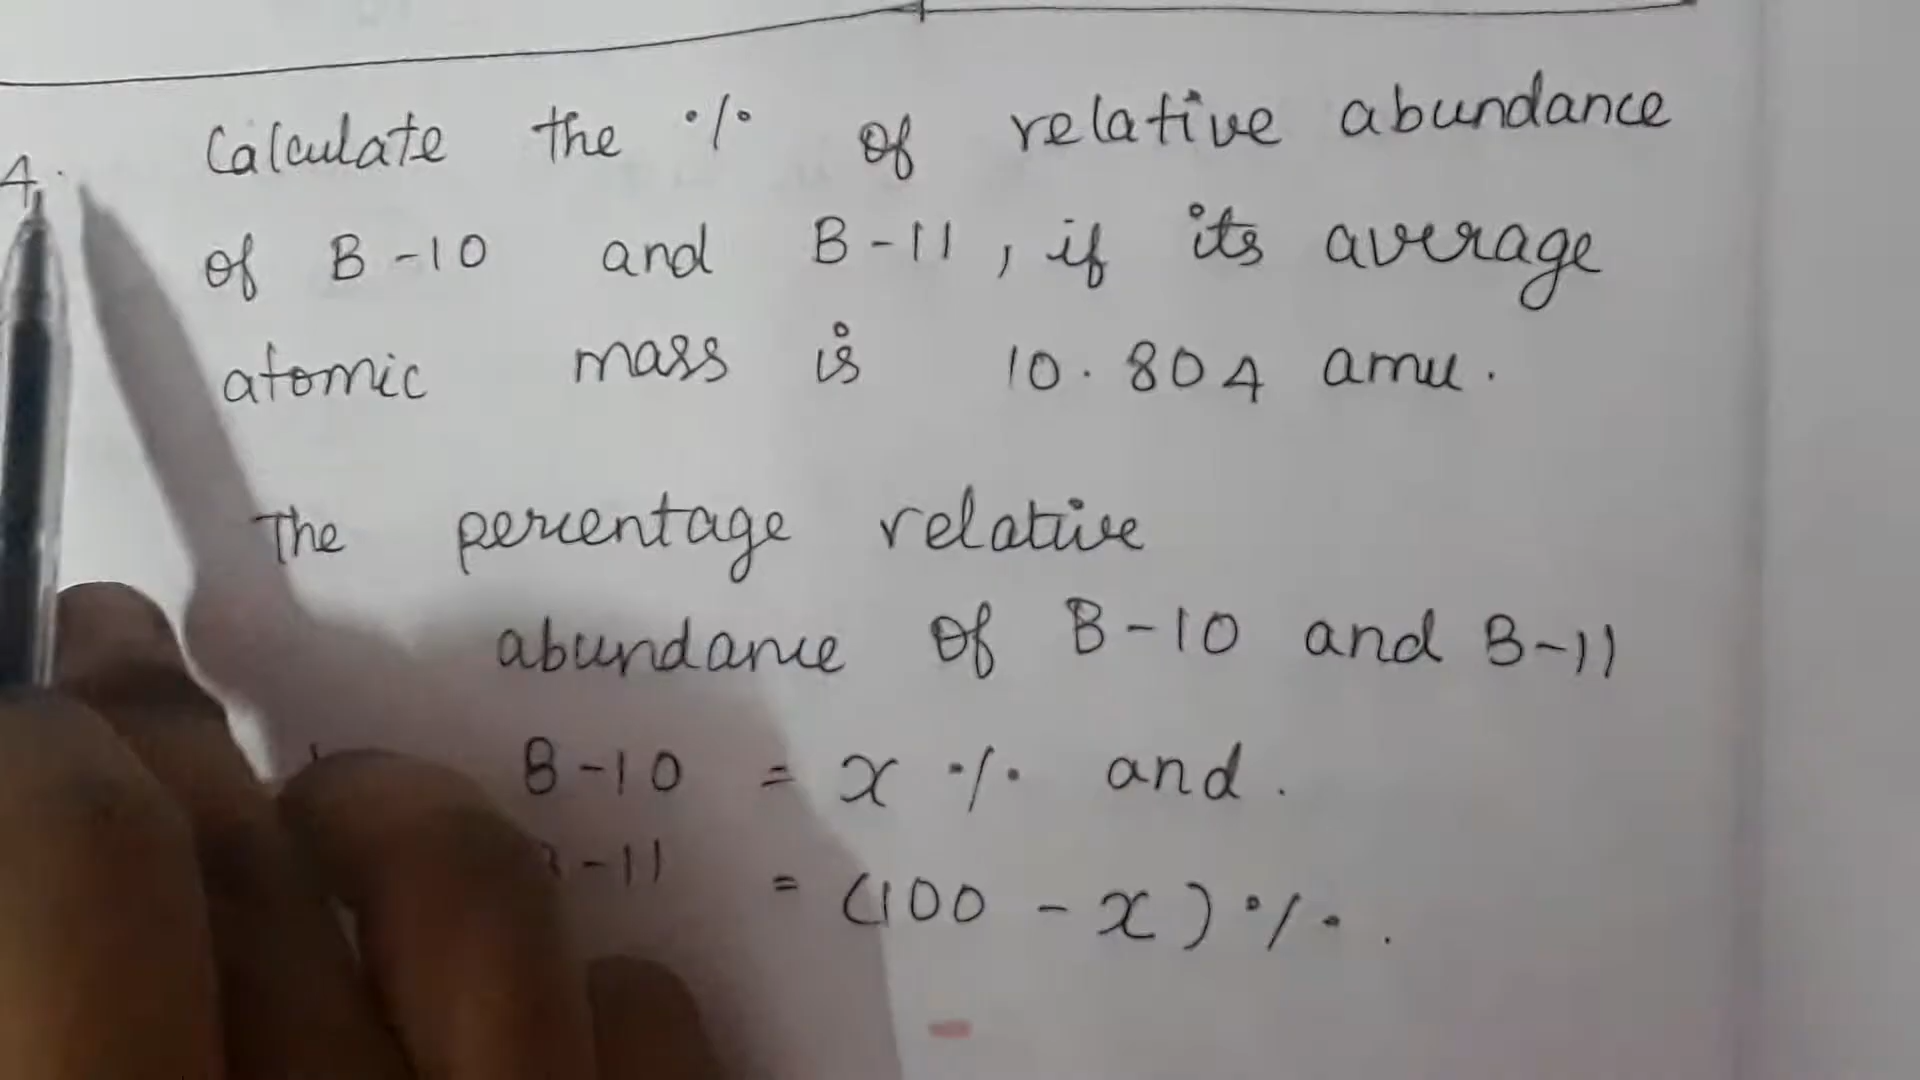 4. Calculate the % of relative abundance
of B-10 and B-11, if its average
atomic mass is 10.804 amu.
The percentage relative
abundance of B-10 and B-11
B-10 = x % and.
-11 = (100 - x) %.